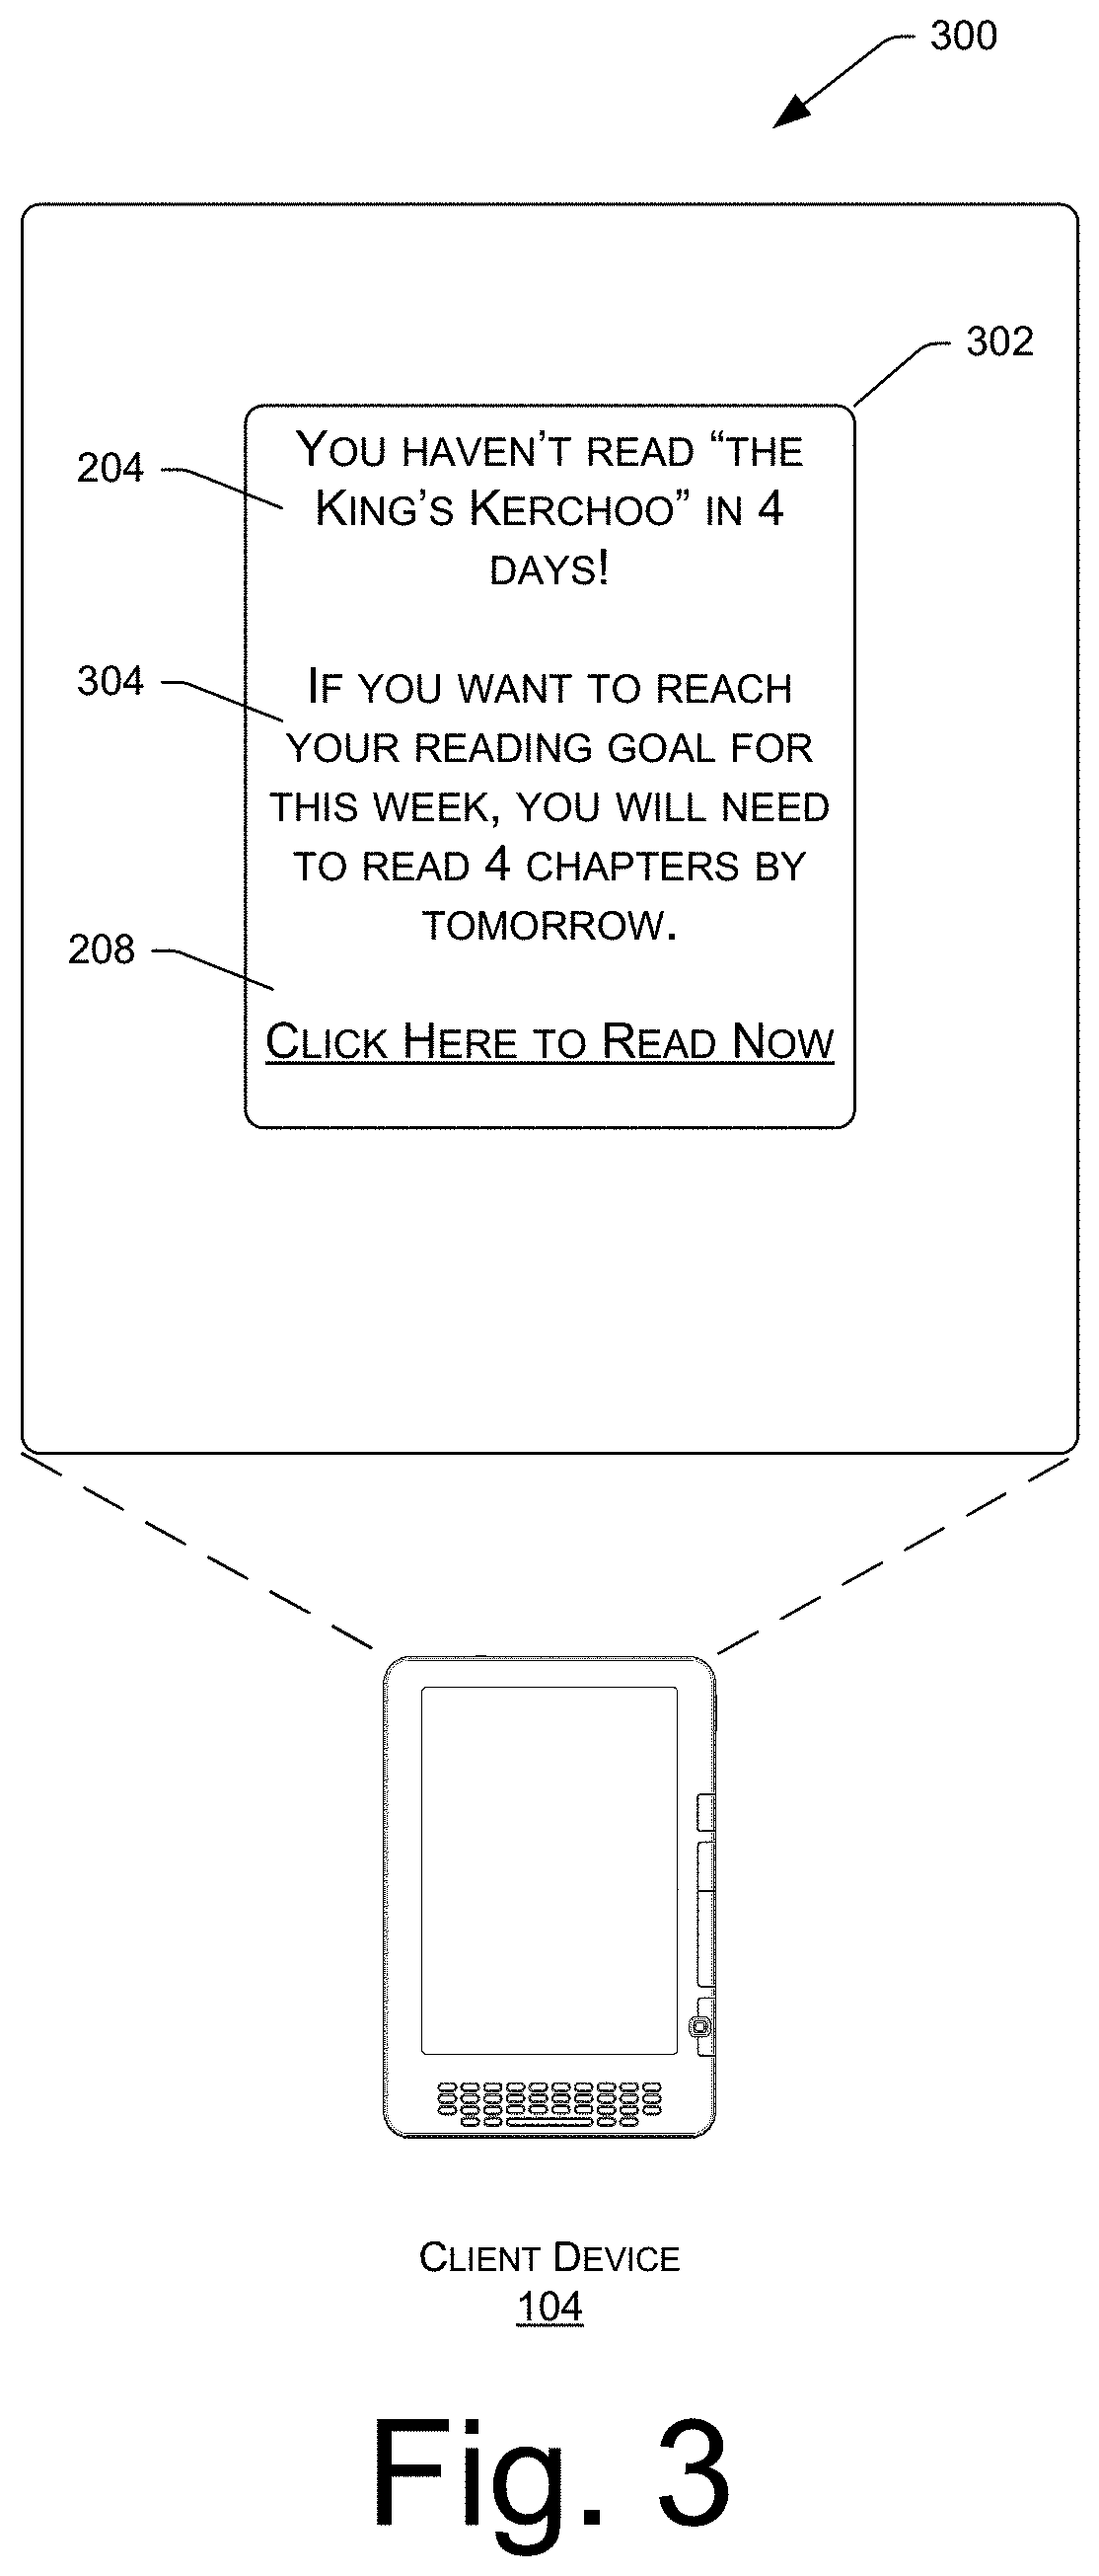 300
302
204
YOU HAVEN'T READ “THE
KING'S KERCHOO” IN 4
DAYS!
304
IF YOU WANT TO REACH
YOUR READING GOAL FOR
THIS WEEK, YOU WILL NEED
TO READ 4 CHAPTERS BY
TOMORROW.
208
CLICK HERE TO READ NOW
CLIENT DEVICE
104
Fig. 3